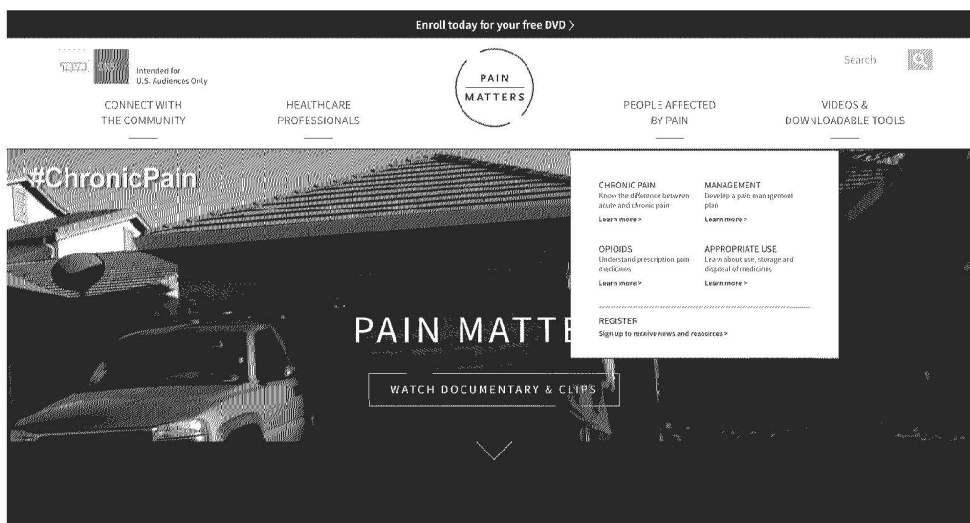 Enroll today for your free DVD >
Intended for
U.S. Audiences Only
PAIN
MATTERS
Search
CONNECT WITH
THE COMMUNITY
HEALTHCARE
PROFESSIONALS
PEOPLE AFFECTED
BY PAIN
VIDEOS &
DOWNLOADABLE TOOLS
#ChronicPain
CHRONIC PAIN
Know the difference between
acute and chronic pain
Learn more >
MANAGEMENT
Develop a pain management
plan
Learn more >
OPIOIDS
Understand prescription pain
medicines
Learn more >
APPROPRIATE USE
Learn about use, storage and
disposal of medicines
Learn more >
REGISTER
Sign up to receive news and resources >
PAIN MATTE
WATCH DOCUMENTARY & CLIPS